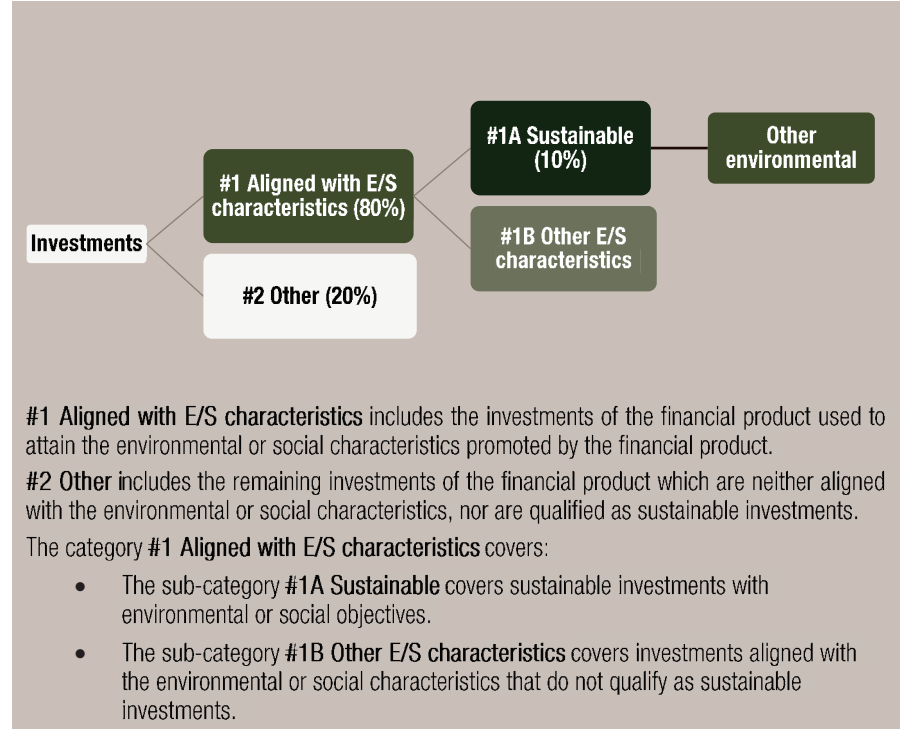 #1A Sustainable
(10%)
Other
environmental
#1 Aligned with E/S
characteristics (80%)
#1B Other E/S
characteristics
Investments
#2 Other (20%)
#1 Aligned with E/S characteristics includes the investments of the financial product used to
attain the environmental or social characteristics promoted by the financial product.
#2 Other includes the remaining investments of the financial product which are neither aligned
with the environmental or social characteristics, nor are qualified as sustainable investments.
The category #1 Aligned with E/S characteristics covers:
• The sub-category #1A Sustainable covers sustainable investments with
environmental or social objectives.
• The sub-category #1B Other E/S characteristics covers investments aligned with
the environmental or social characteristics that do not qualify as sustainable
investments.